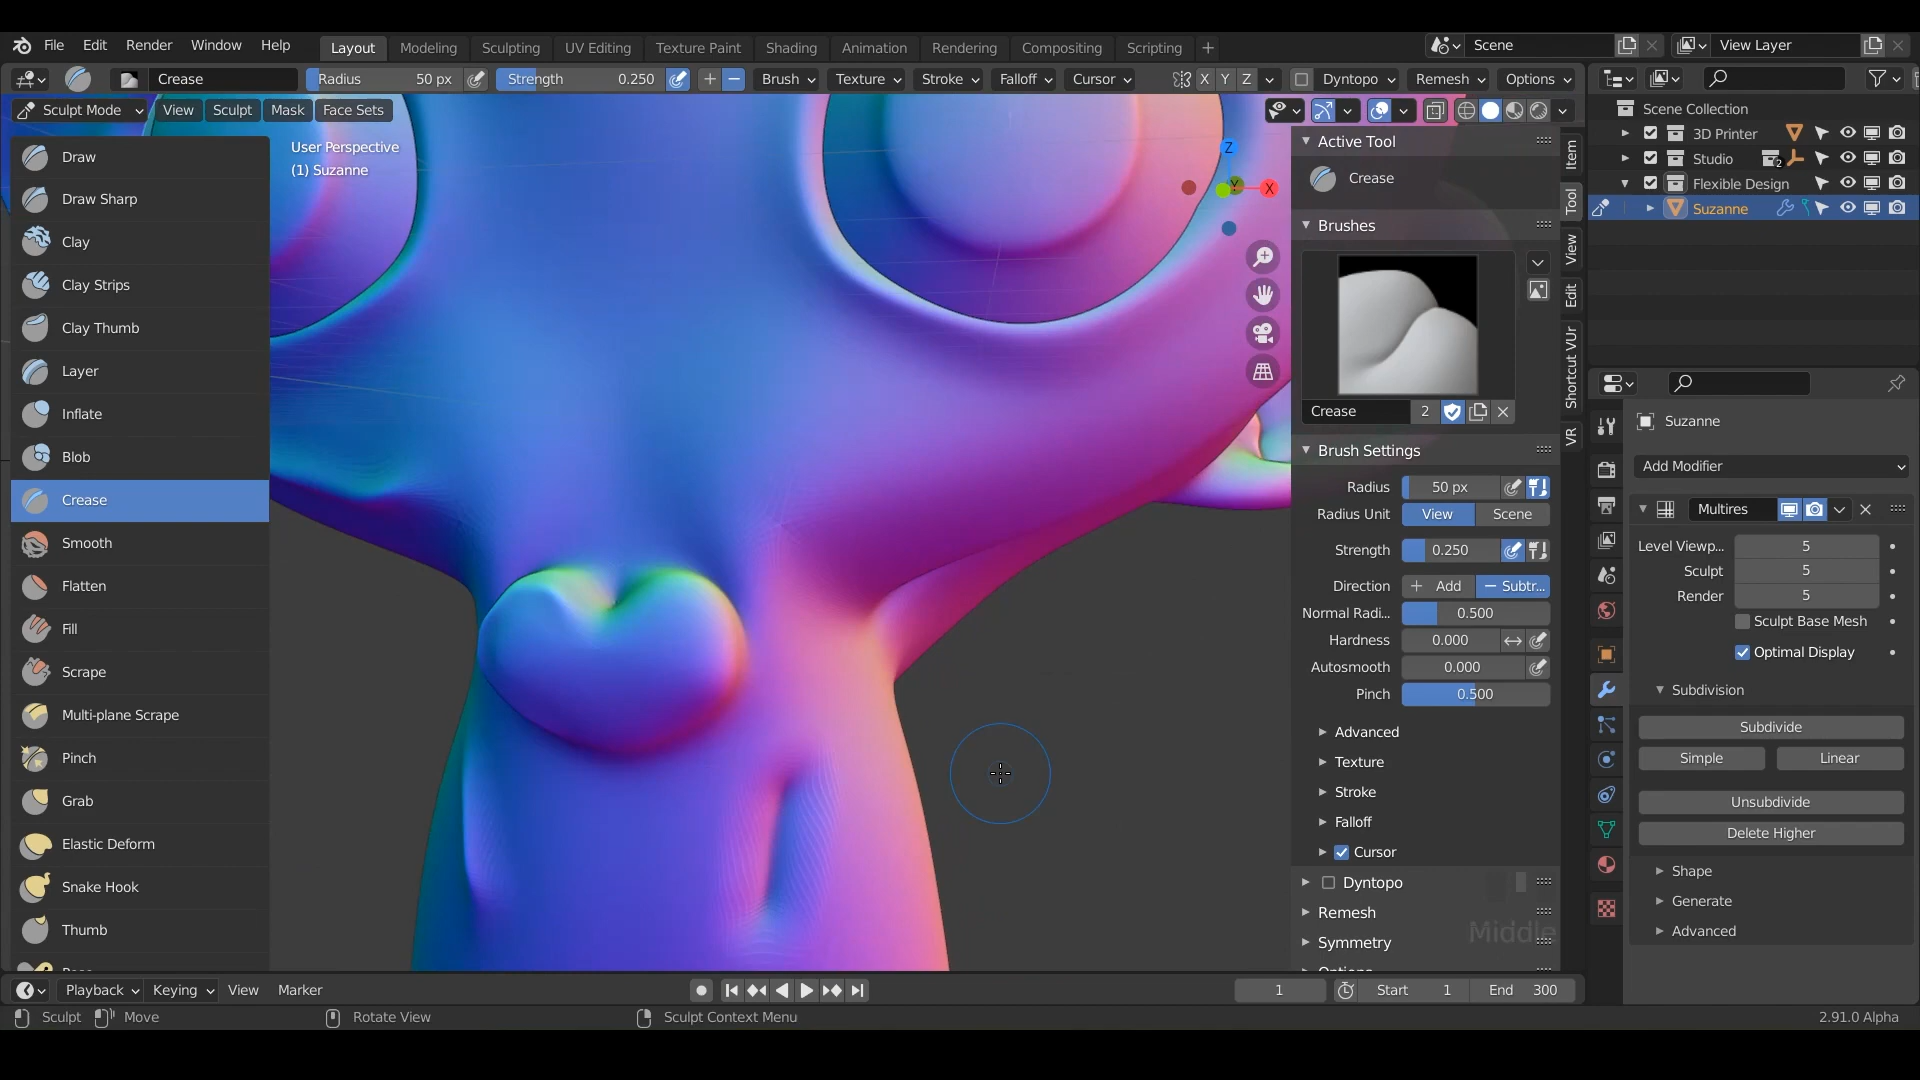 File Edit Render Window Help Layout Modeling Sculpting UV Editing Texture Paint Shading Animation Rendering Compositing Scripting + Scene View Layer
Crease Radius 50 px Strength 0.250 Brush Texture Stroke Falloff Cursor X Y Z Dyntopo Remesh Options
Sculpt Mode View Sculpt Mask Face Sets
User Perspective
(1) Suzanne
Draw
Draw Sharp
Clay
Clay Strips
Clay Thumb
Layer
Inflate
Blob
Crease
Smooth
Flatten
Fill
Scrape
Multi-plane Scrape
Pinch
Grab
Elastic Deform
Snake Hook
Thumb
Z
Y
X
Active Tool
Crease
Brushes
Crease 2
Brush Settings
Radius 50 px
Radius Unit View Scene
Strength 0.250
Direction + Add − Subtr...
Normal Radi... 0.500
Hardness 0.000
Autosmooth 0.000
Pinch 0.500
Advanced
Texture
Stroke
Falloff
Cursor
Dyntopo
Remesh
Symmetry
Middle
Item
Tool
View
Edit
Shortcut VUr
VR
Scene Collection
3D Printer
Studio 2
Flexible Design
Suzanne
Suzanne
Add Modifier
Multires
Level Viewp... 5
Sculpt 5
Render 5
Sculpt Base Mesh
Optimal Display
Subdivision
Subdivide
Simple Linear
Unsubdivide
Delete Higher
Shape
Generate
Advanced
Playback Keying View Marker 1 Start 1 End 300
Sculpt Move Rotate View Sculpt Context Menu 2.91.0 Alpha